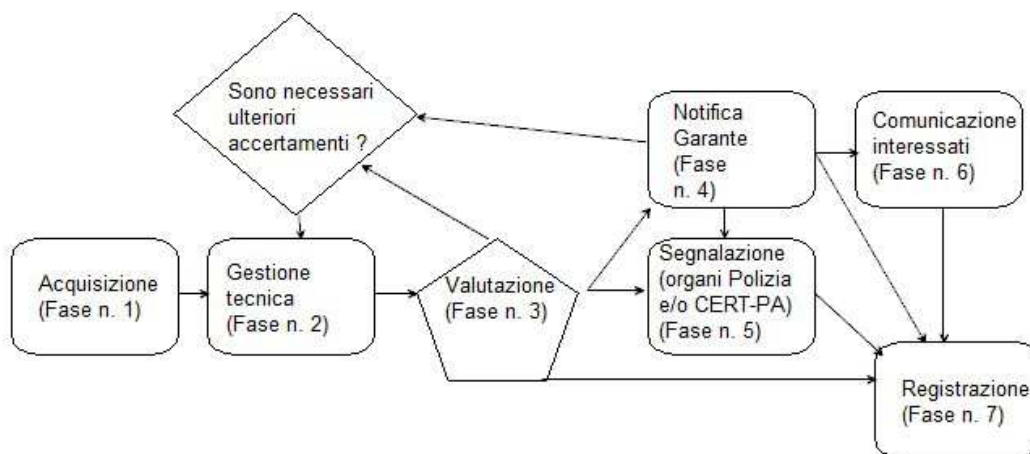 Sono necessari
ulteriori
accertamenti ?
Notifica
Garante
(Fase
n. 4)
Comunicazione
interessati
(Fase n. 6)
Acquisizione
(Fase n. 1)
Gestione
tecnica
(Fase n. 2)
Valutazione
(Fase n. 3)
Segnalazione
(organi Polizia
e/o CERT-PA)
(Fase n. 5)
Registrazione
(Fase n. 7)